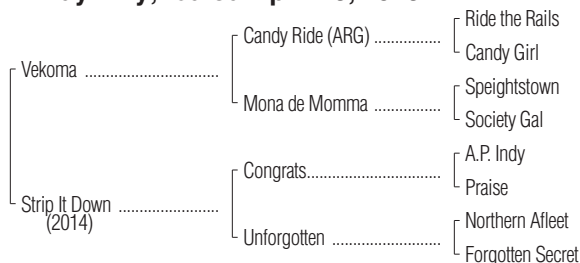 Ride the Rails
Candy Ride (ARG) ................
Candy Girl
Vekoma ................................
Speightstown
Mona de Momma ................
Society Gal
A.P. Indy
Congrats................................
Praise
Strip It Down ........................
(2014)
Northern Afleet
Unforgotten ........................
Forgotten Secret